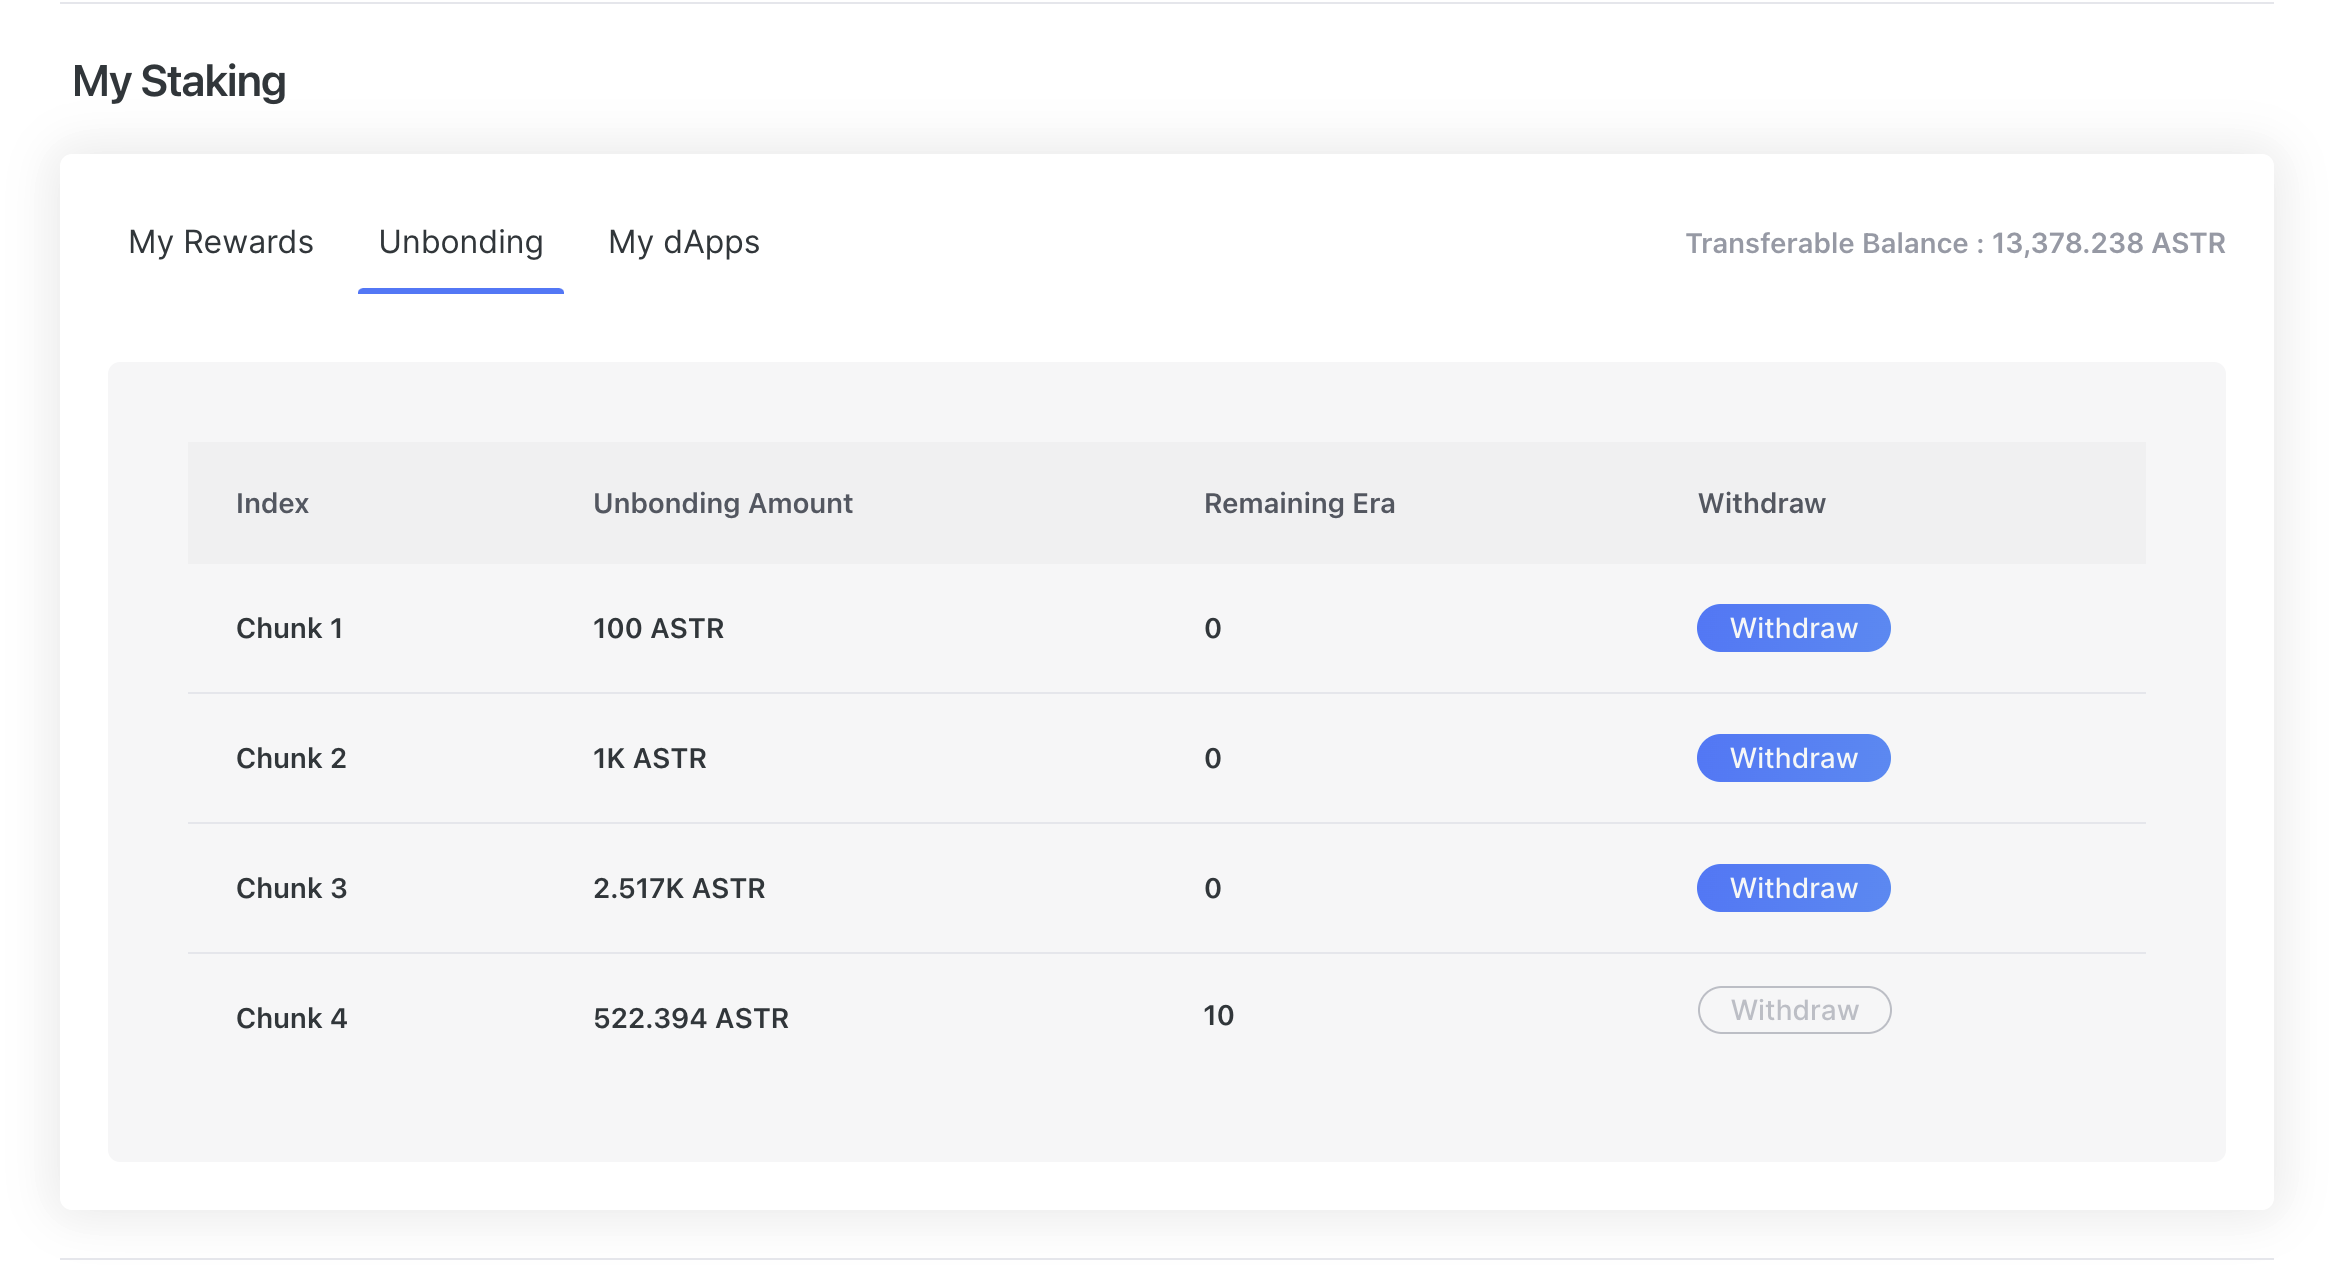 My Staking
My Rewards Unbonding My dApps Transferable Balance : 13,378.238 ASTR
Index Unbonding Amount Remaining Era Withdraw
Chunk 1 100 ASTR 0 Withdraw
Chunk 2 1K ASTR 0 Withdraw
Chunk 3 2.517K ASTR 0 Withdraw
Chunk 4 522.394 ASTR 10 Withdraw